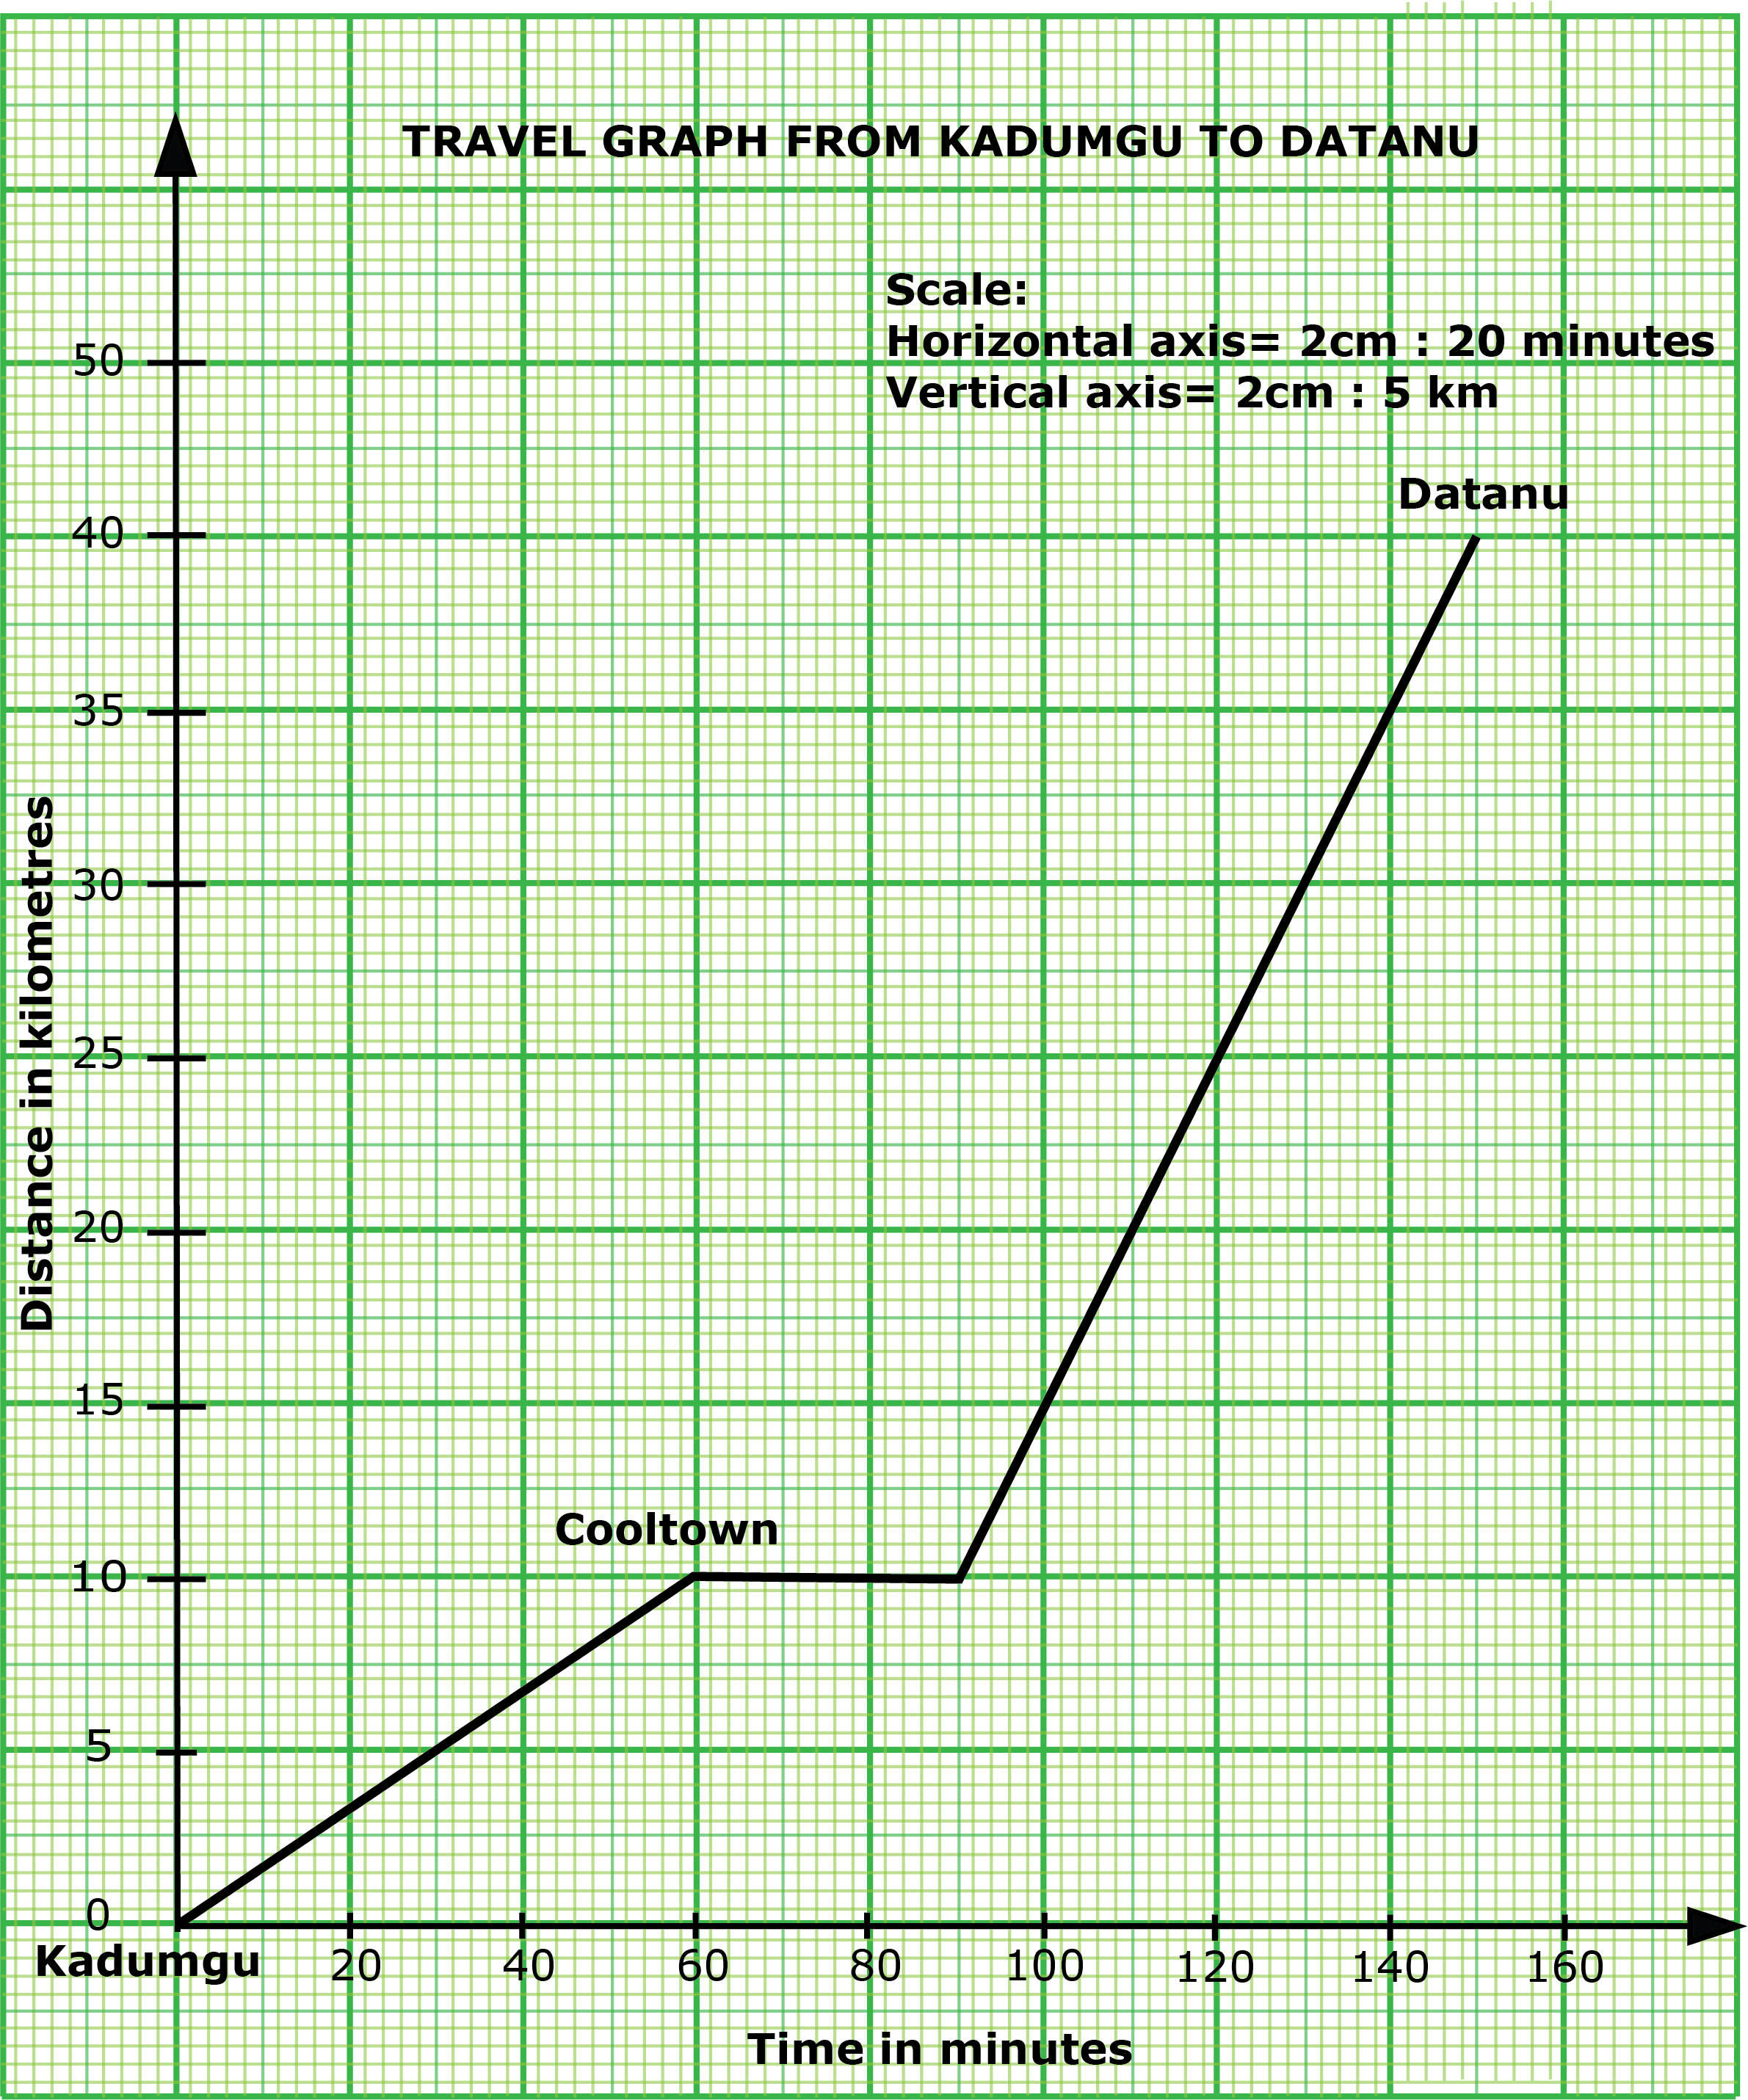 TRAVEL GRAPH FROM KADUMGU TO DATANU
Scale:
Horizontal axis= 2cm : 20 minutes
Vertical axis= 2cm : 5 km
50
Datanu
40
35
30
Distance in kilometres
25
20
15
Cooltown
10
5
0
Kadumgu
20 40 60 80 100 120 140 160
Time in minutes